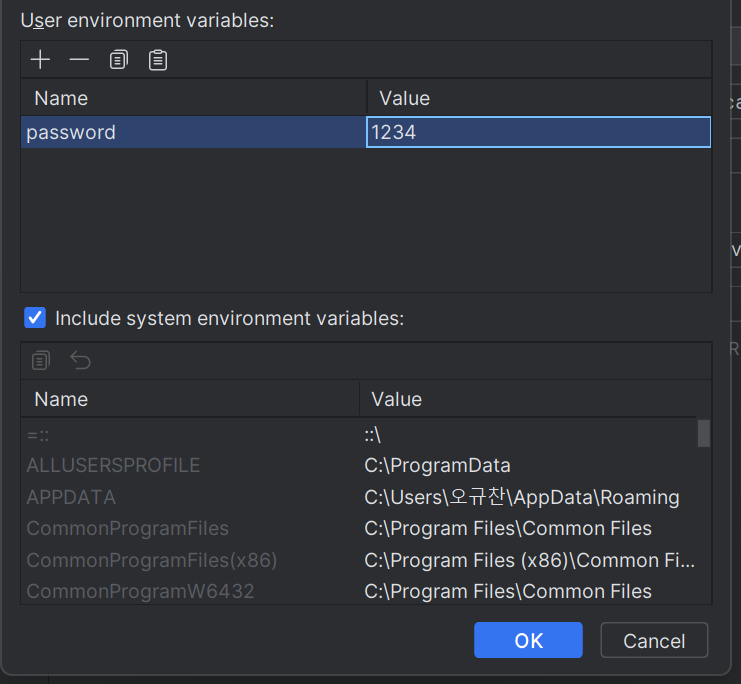 User environment variables:
Name Value
password 1234
Include system environment variables:
Name Value
=:: ::\
ALLUSERSPROFILE C:\ProgramData
APPDATA C:\Users\오규찬\AppData\Roaming
CommonProgramFiles C:\Program Files\Common Files
CommonProgramFiles(x86) C:\Program Files (x86)\Common Fi...
CommonProgramW6432 C:\Program Files\Common Files
OK Cancel